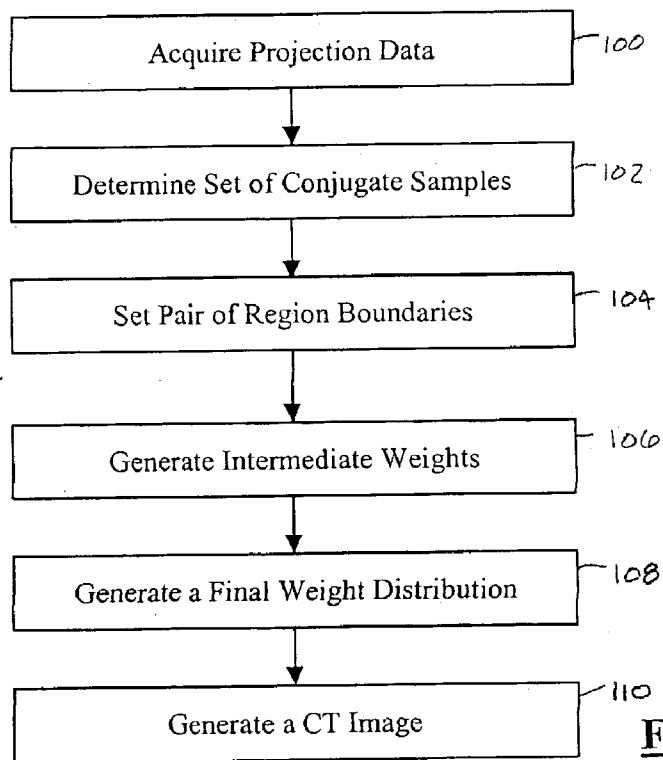 Acquire Projection Data 100
Determine Set of Conjugate Samples 102
Set Pair of Region Boundaries 104
Generate Intermediate Weights 106
Generate a Final Weight Distribution 108
Generate a CT Image 110
F